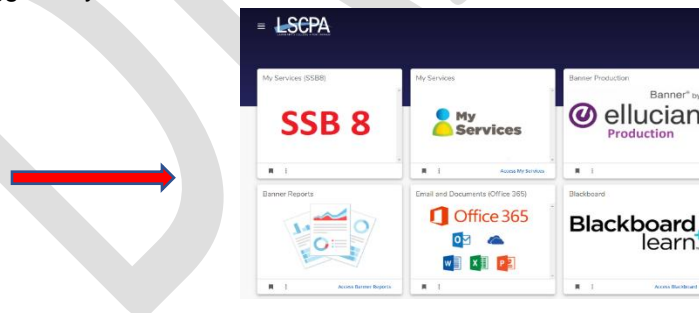 LSCPA
My Services (SSB8)
My Services
Banner Production
SSB 8
My
Services
Banner® by
ellucian
Production
Access My Services
Banner Reports
Email and Documents (Office 365)
Blackboard
Office 365
Blackboard
learn
Access Banner Reports
Access Blackboard